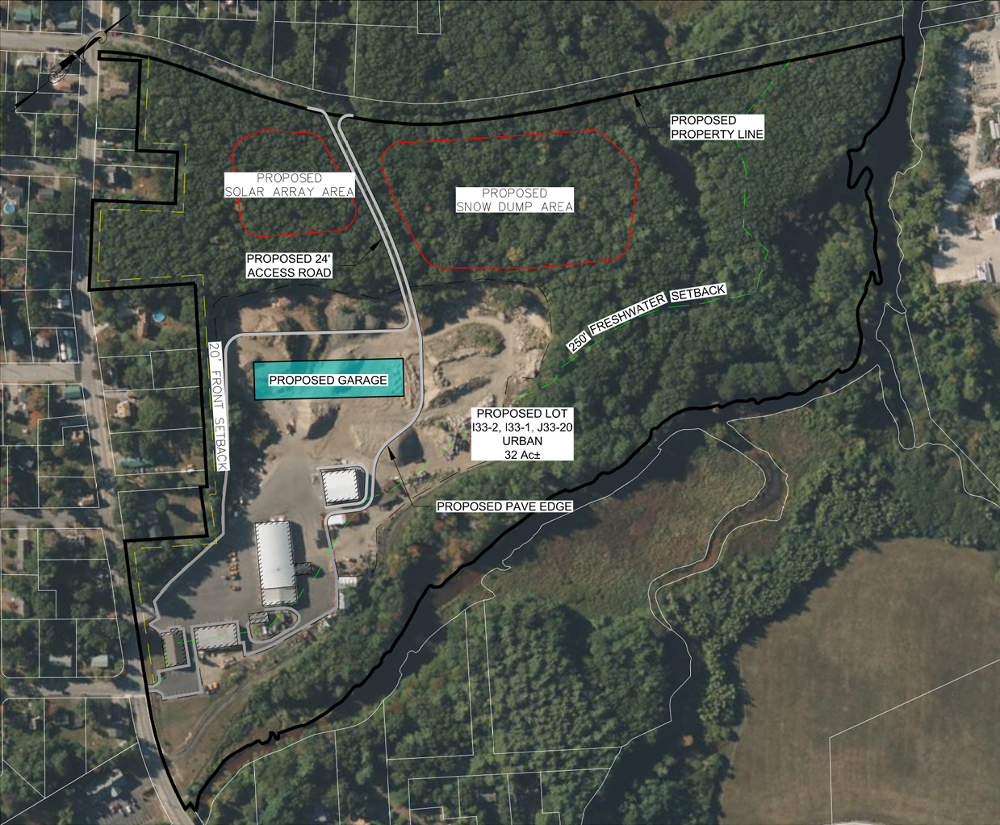 PROPOSED
PROPERTY LINE
PROPOSED
SOLAR ARRAY AREA
PROPOSED
SNOW DUMP AREA
PROPOSED 24'
ACCESS ROAD
250' FRESHWATER SETBACK
20' FRONT SETBACK
PROPOSED GARAGE
PROPOSED LOT
I33-2, I33-1, J33-20
URBAN
32 Ac±
PROPOSED PAVE EDGE